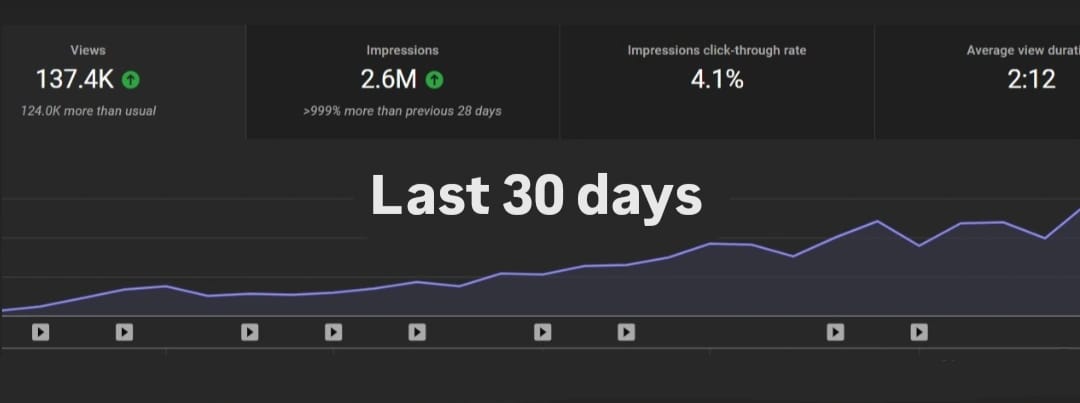 Views
137.4K
124.0K more than usual
Impressions
2.6M
>999% more than previous 28 days
Impressions click-through rate
4.1%
Average view durati
2:12
Last 30 days